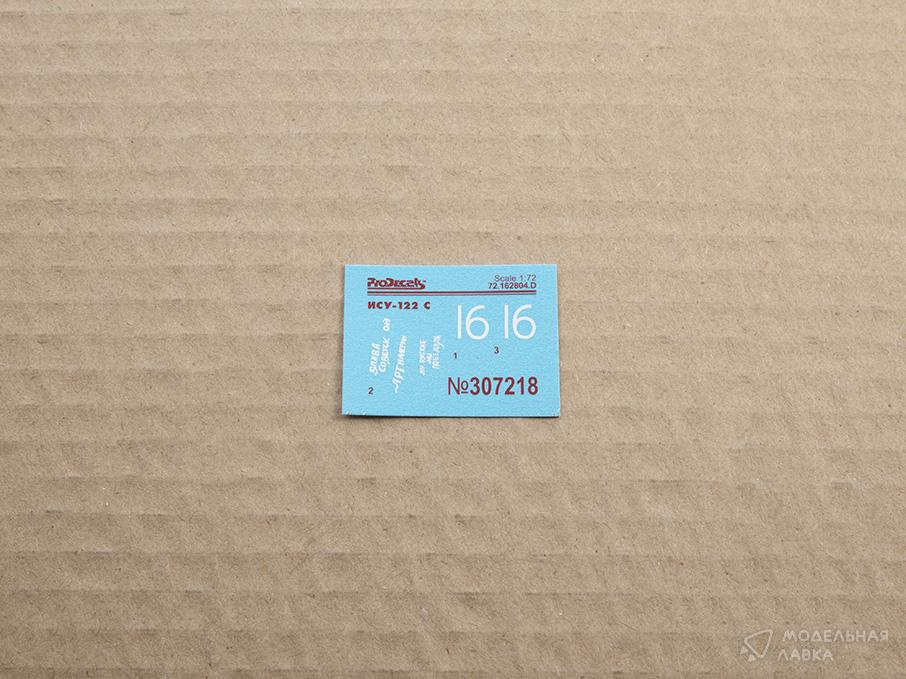 ProDecals
Scale 1:72
72.162804.D
ИСУ-122 С
16 16
1
3
2
№307218
МОДЕЛЬНАЯ
ЛАВКА